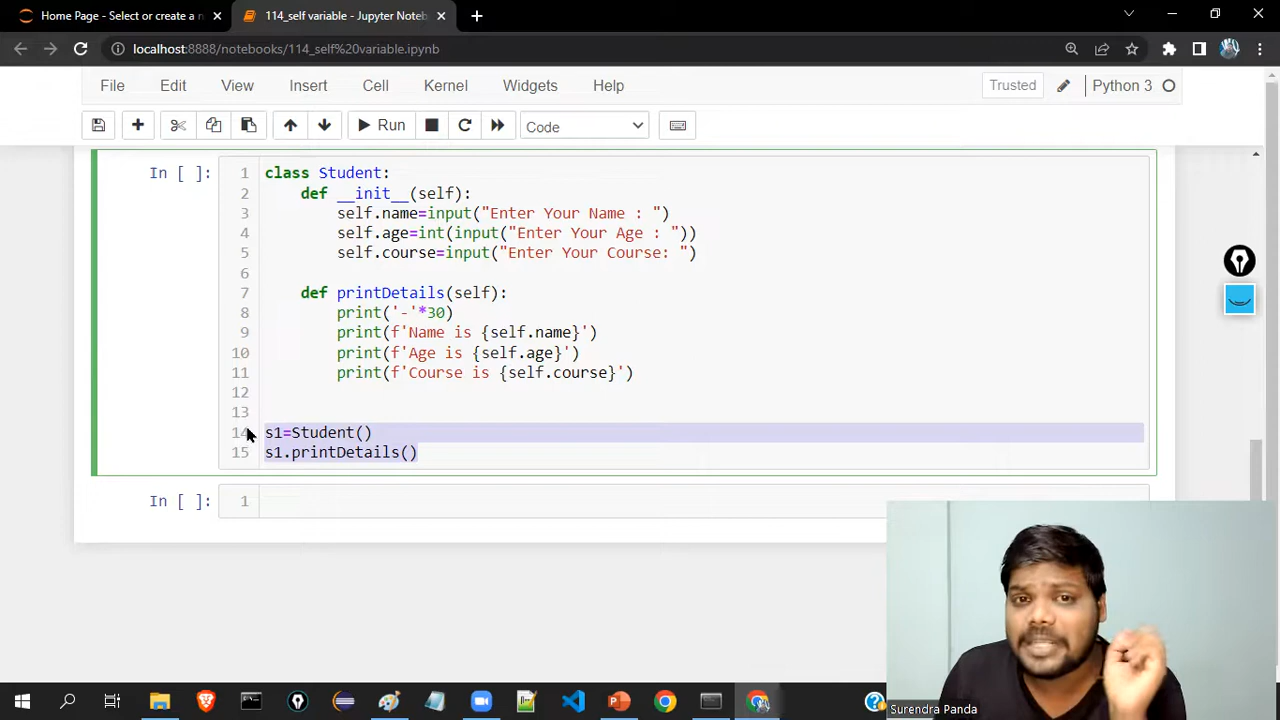 Home Page - Select or create a n
114_self variable - Jupyter Noteb
localhost:8888/notebooks/114_self%20variable.ipynb
File Edit View Insert Cell Kernel Widgets Help Trusted Python 3
Run Code
In [ ]:
1 class Student:
2 def __init__(self):
3 self.name=input("Enter Your Name : ")
4 self.age=int(input("Enter Your Age : "))
5 self.course=input("Enter Your Course: ")
6
7 def printDetails(self):
8 print('-'*30)
9 print(f'Name is {self.name}')
10 print(f'Age is {self.age}')
11 print(f'Course is {self.course}')
12
13
14 s1=Student()
15 s1.printDetails()
In [ ]: 1
Surendra Panda